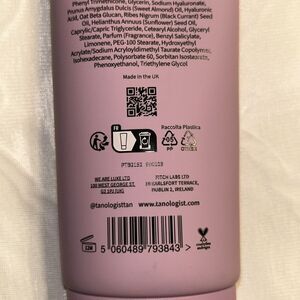 Phenyl Trimethicone, Glycerin, Sodium Hyaluronate,
Prunus Amygdalus Dulcis (Sweet Almond) Oil, Hyaluronic
Acid, Oat Beta Glucan, Ribes Nigrum (Black Currant) Seed
Oil, Helianthus Annuus (Sunflower) Seed Oil,
Caprylic/Capric Triglyceride, Cetearyl Alcohol, Glyceryl
Stearate, Parfum (Fragrance), Benzyl Salicylate,
Limonene, PEG-100 Stearate, Hydroxyethyl
Acrylate/Sodium Acryloyldimethyl Taurate Copolymer,
Isohexadecane, Polysorbate 60, Sorbitan Isostearate,
Phenoxyethanol, Triethylene Glycol
Made in the UK
FR
Raccolta Plastica
05
PP
WE ARE LUXE LTD
100 WEST GEORGE ST.
G2 1PJ (UK)
FITCH LABS LTD
EARLSFORT TERRACE,
DUBLIN 2, IRELAND
@tanologisttan
@tanologist.com
12M
5 060489 793843 >